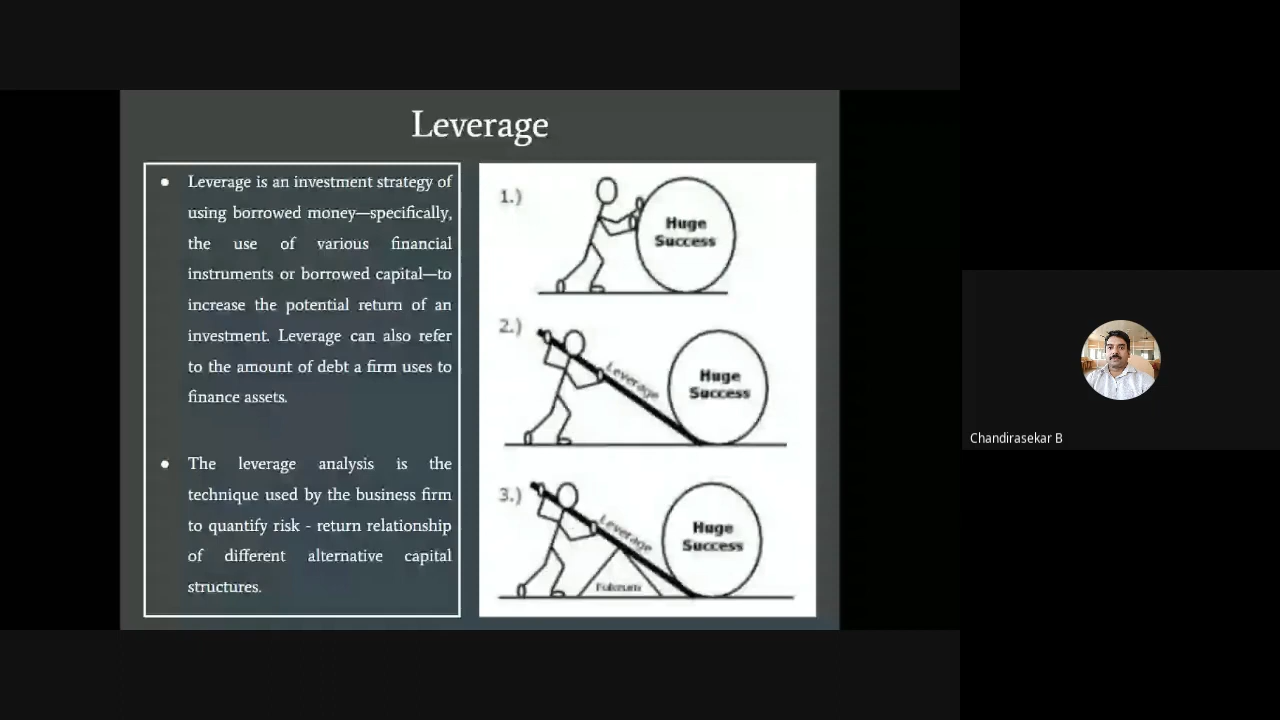 Leverage
Leverage is an investment strategy of
using borrowed money—specifically,
the use of various financial
instruments or borrowed capital—to
increase the potential return of an
investment. Leverage can also refer
to the amount of debt a firm uses to
finance assets.
The leverage analysis is the
technique used by the business firm
to quantify risk - return relationship
of different alternative capital
structures.
1.)
Huge
Success
2.)
Leverage
Huge
Success
3.)
Leverage
Fulcrum
Huge
Success
Chandirasekar B